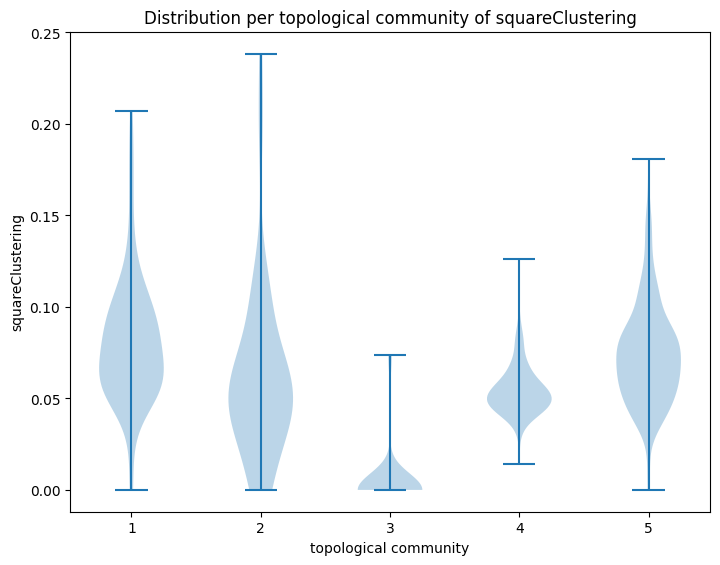 Distribution per topological community of squareClustering
0.25
0.20
0.15
0.10
0.05
0.00
squareClustering
1 2 3 4 5
topological community